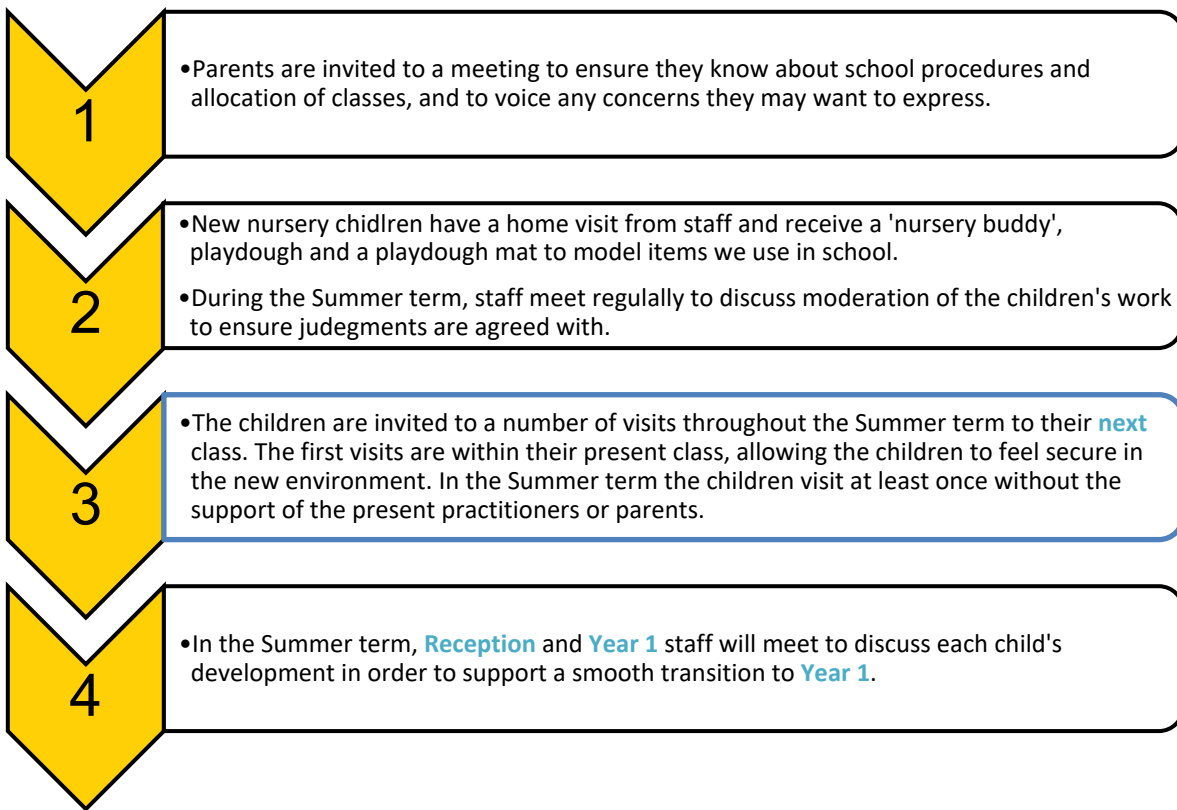 1
•Parents are invited to a meeting to ensure they know about school procedures and
allocation of classes, and to voice any concerns they may want to express.
2
•New nursery chidlren have a home visit from staff and receive a 'nursery buddy',
playdough and a playdough mat to model items we use in school.
•During the Summer term, staff meet regulally to discuss moderation of the children's work
to ensure judegments are agreed with.
3
•The children are invited to a number of visits throughout the Summer term to their next
class. The first visits are within their present class, allowing the children to feel secure in
the new environment. In the Summer term the children visit at least once without the
support of the present practitioners or parents.
4
•In the Summer term, Reception and Year 1 staff will meet to discuss each child's
development in order to support a smooth transition to Year 1.